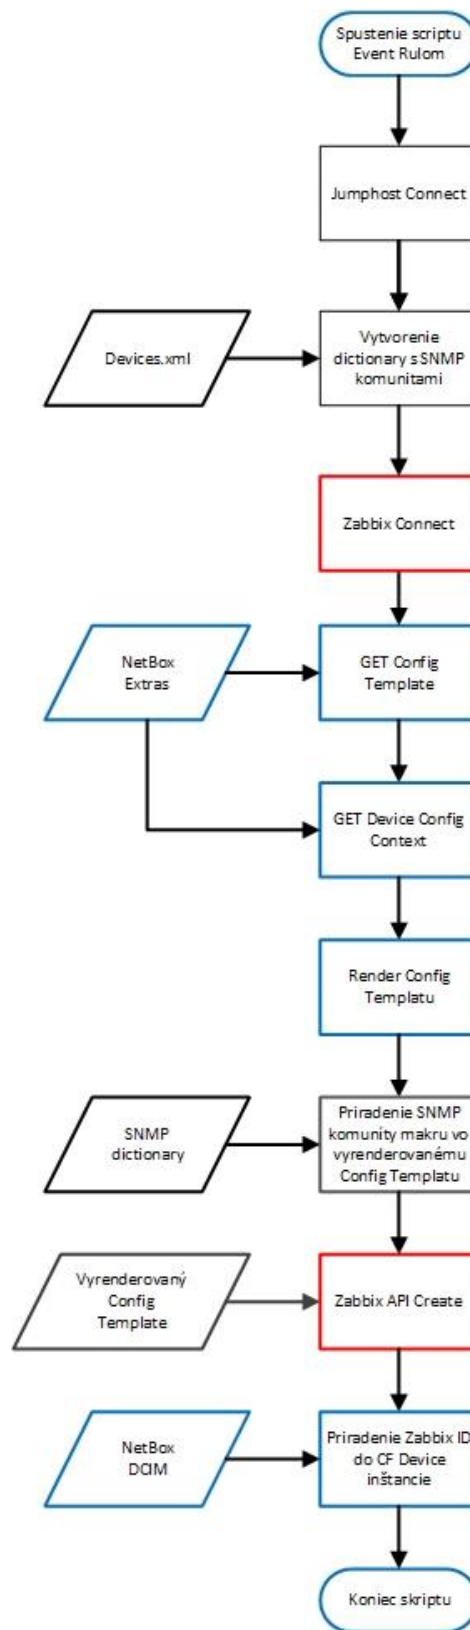 Spustenie scriptu
Event Rulom
Jumphost Connect
Devices.xml
Vytvorenie
dictionary s SNMP
komunitami
Zabbix Connect
NetBox
Extras
GET Config
Template
GET Device Config
Context
Render Config
Templatu
SNMP
dictionary
Priradenie SNMP
komunity makru vo
vyrenderovanému
Config Templatu
Vyrenderovaný
Config
Template
Zabbix API Create
NetBox
DCIM
Priradenie Zabbix ID
do CF Device
inštancie
Koniec skriptu